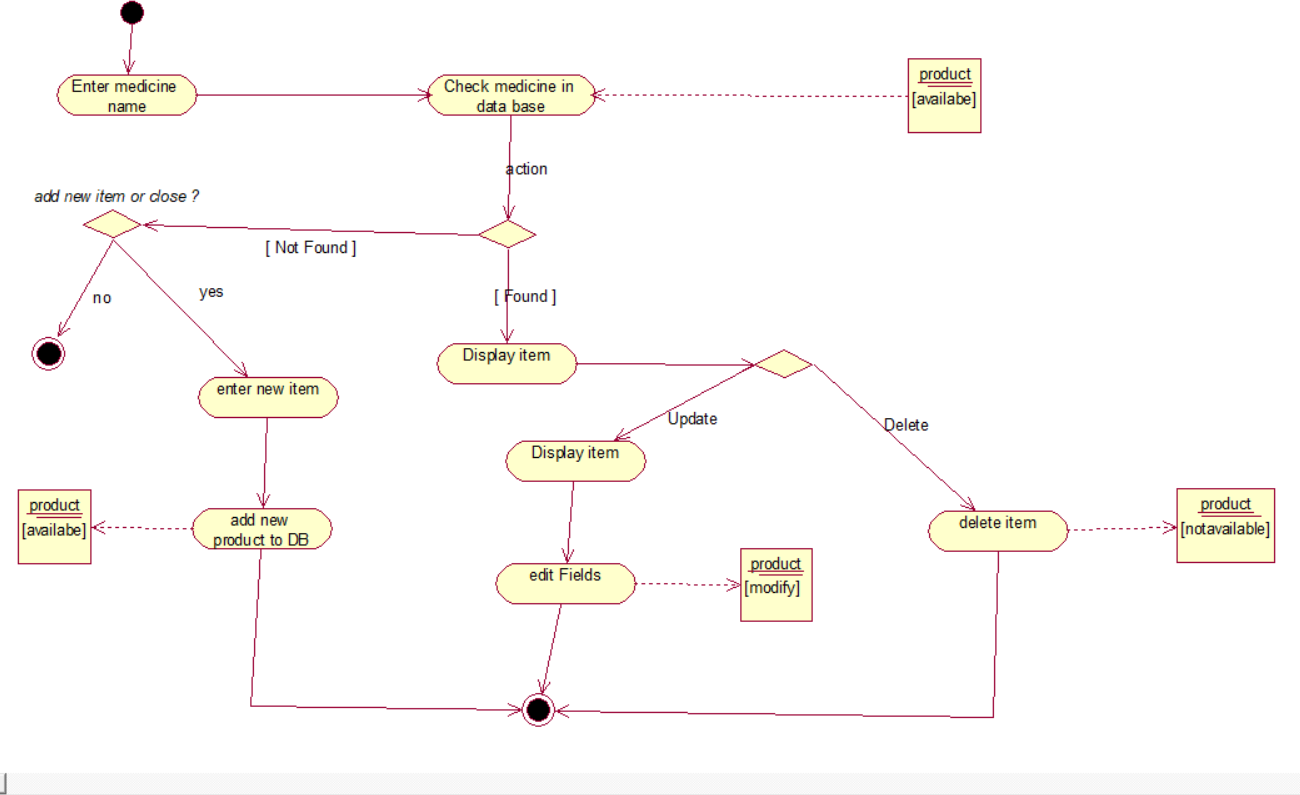 Enter medicine
name
Check medicine in
data base
product
[availabe]
action
add new item or close ?
[ Not Found ]
no
yes
[ Found ]
Display item
enter new item
Update
Delete
Display item
product
[availabe]
add new
product to DB
delete item
product
[notavailable]
edit Fields
product
[modify]